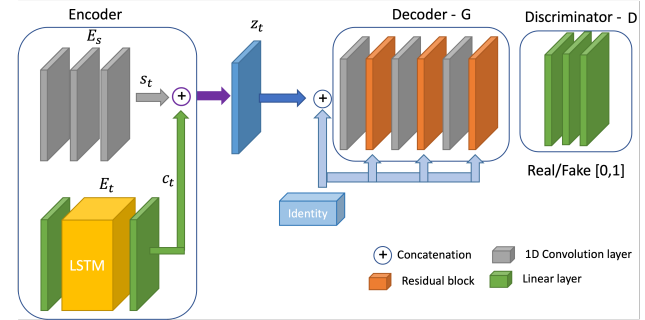 Encoder
Decoder - G
Discriminator - D
E_s
z_t
s_t
+
+
E_t
c_t
LSTM
Identity
Real/Fake [0,1]
+ Concatenation
1D Convolution layer
Residual block
Linear layer